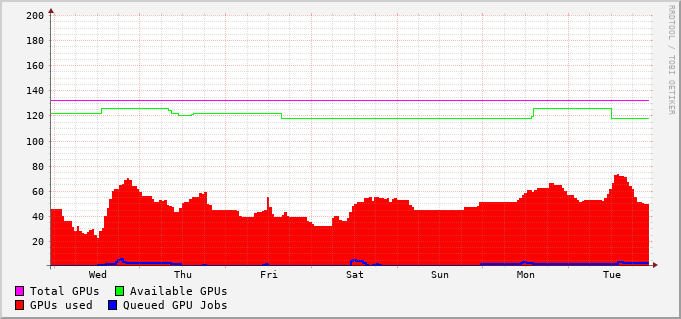 200
180
160
140
120
100
80
60
40
20
Wed Thu Fri Sat Sun Mon Tue
Total GPUs Available GPUs
GPUs used Queued GPU Jobs
RRDTOOL / TOBI OETIKER